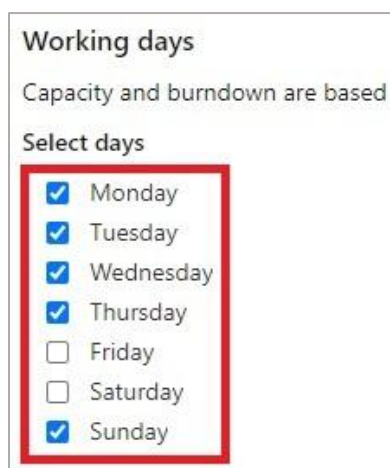 Working days
Capacity and burndown are based
Select days
Monday
Tuesday
Wednesday
Thursday
Friday
Saturday
Sunday